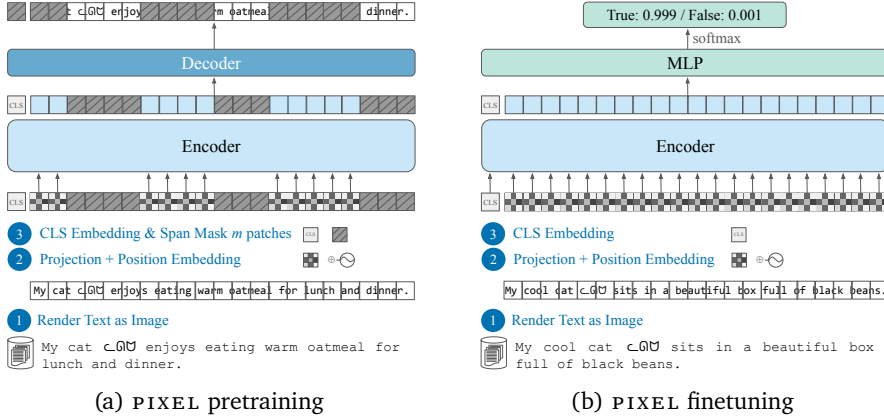 t ᓚᘏᗢ enjoy m oatmeal dinner.
Decoder
CLS
Encoder
CLS
3 CLS Embedding & Span Mask m patches CLS
2 Projection + Position Embedding
My cat ᓚᘏᗢ enjoys eating warm oatmeal for lunch and dinner.
1 Render Text as Image
My cat ᓚᘏᗢ enjoys eating warm oatmeal for
lunch and dinner.
(a) PIXEL pretraining
True: 0.999 / False: 0.001
softmax
MLP
CLS
Encoder
CLS
3 CLS Embedding CLS
2 Projection + Position Embedding
My cool cat ᓚᘏᗢ sits in a beautiful box full of black beans.
1 Render Text as Image
My cool cat ᓚᘏᗢ sits in a beautiful box
full of black beans.
(b) PIXEL finetuning